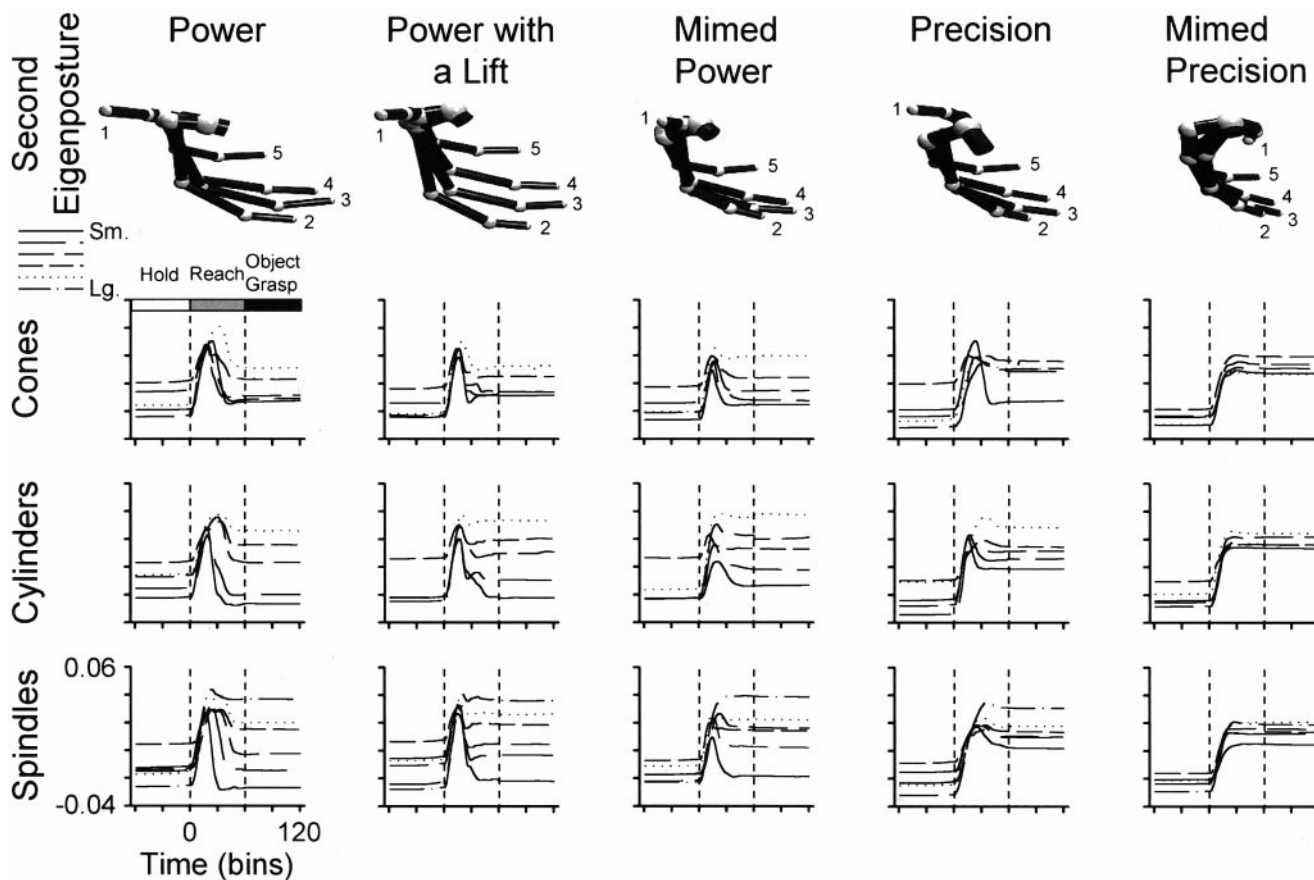 Power
Power with
a Lift
Mimed
Power
Precision
Mimed
Precision
Second
Eigenposture
1
5
4
3
2
1
5
4
3
2
1
5
4
3
2
1
5
4
3
2
1
5
4
3
2
Sm.
Lg.
Hold
Reach
Object
Grasp
Cones
Cylinders
Spindles
0.06
-0.04
0
120
Time (bins)